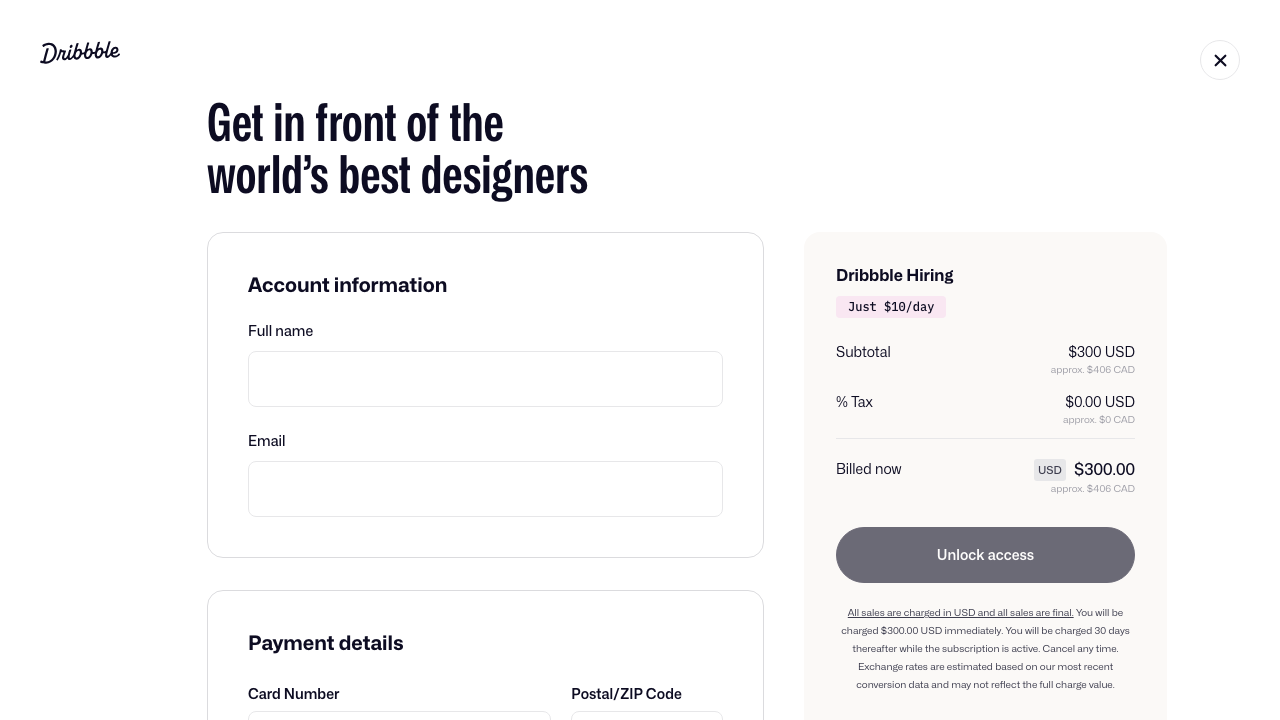 Dribbble
Get in front of the
world’s best designers
Account information
Full name
Email
Payment details
Card Number
Postal/ZIP Code
Dribbble Hiring
Just $10/day
Subtotal
$300 USD
approx. $406 CAD
% Tax
$0.00 USD
approx. $0 CAD
Billed now
USD $300.00
approx. $406 CAD
Unlock access
All sales are charged in USD and all sales are final. You will be
charged $300.00 USD immediately. You will be charged 30 days
thereafter while the subscription is active. Cancel any time.
Exchange rates are estimated based on our most recent
conversion data and may not reflect the full charge value.